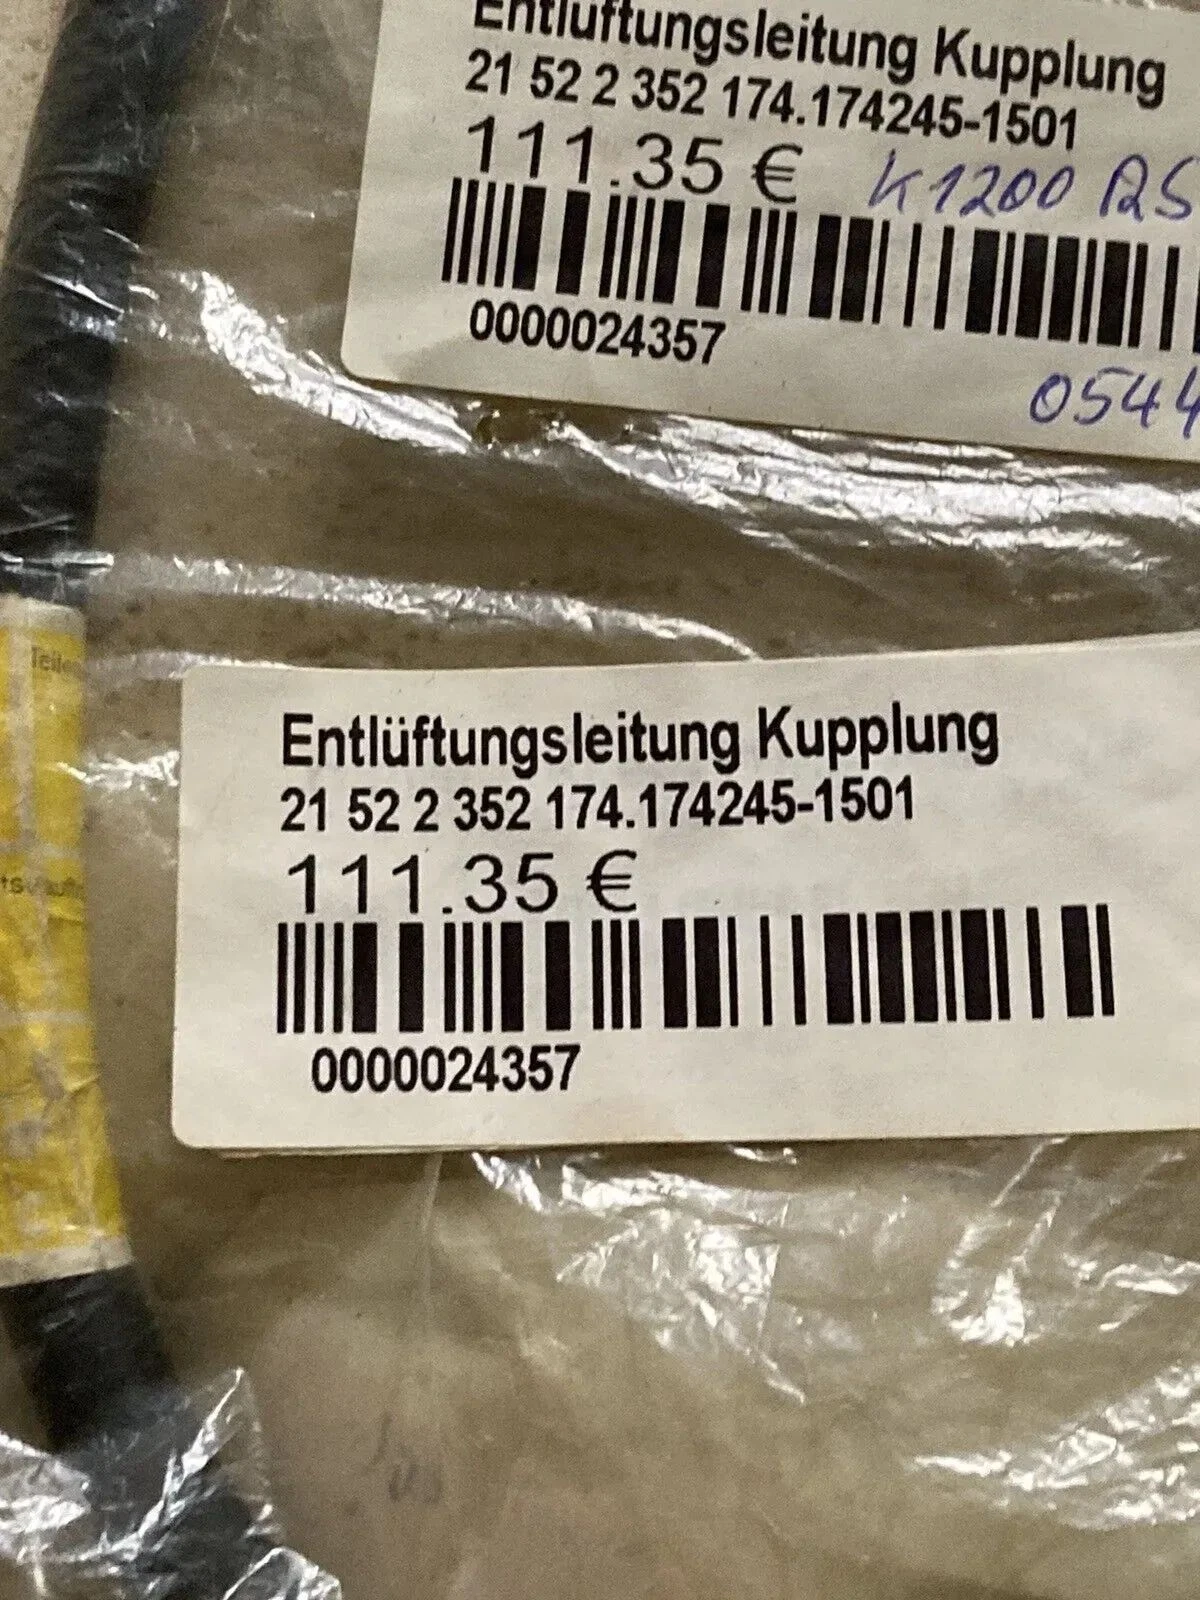 Entlüftungsleitung Kupplung
21 52 2 352 174.174245-1501
111.35 € K1200 RS
0000024357
0544
Entlüftungsleitung Kupplung
21 52 2 352 174.174245-1501
111.35 €
0000024357